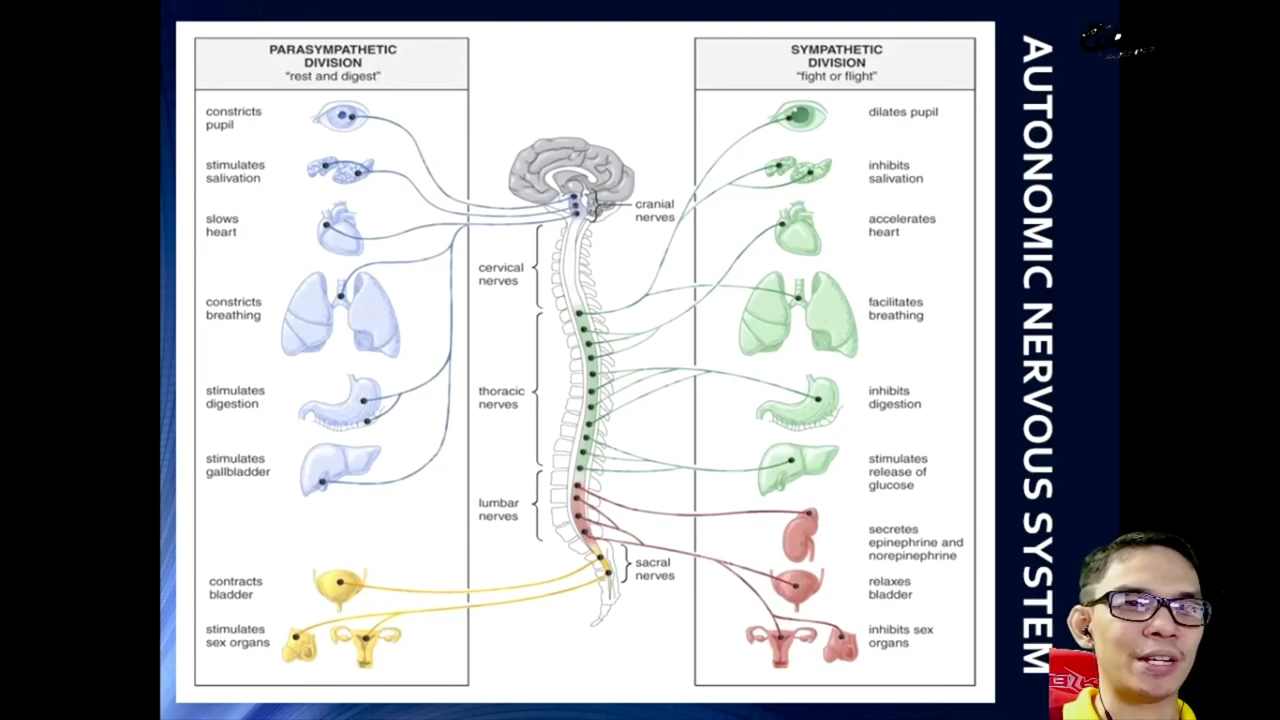 PARASYMPATHETIC
DIVISION
"rest and digest"
constricts
pupil
stimulates
salivation
slows
heart
constricts
breathing
stimulates
digestion
stimulates
gallbladder
contracts
bladder
stimulates
sex organs
cranial
nerves
cervical
nerves
thoracic
nerves
lumbar
nerves
sacral
nerves
SYMPATHETIC
DIVISION
"fight or flight"
dilates pupil
inhibits
salivation
accelerates
heart
facilitates
breathing
inhibits
digestion
stimulates
release of
glucose
secretes
epinephrine and
norepinephrine
relaxes
bladder
inhibits sex
organs
AUTONOMIC NERVOUS SYSTEM